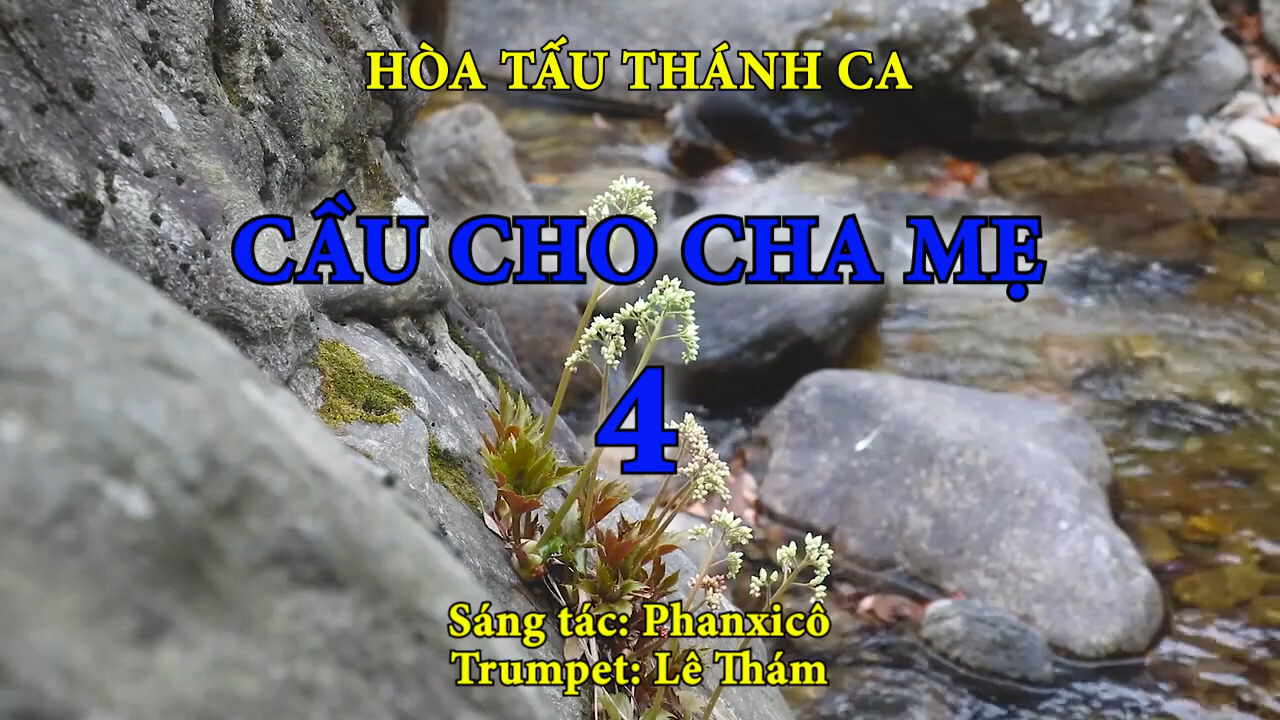 HÒA TẤU THÁNH CA
CẦU CHO CHA MẸ
4
Sáng tác: Phanxicô
Trumpet: Lê Thám